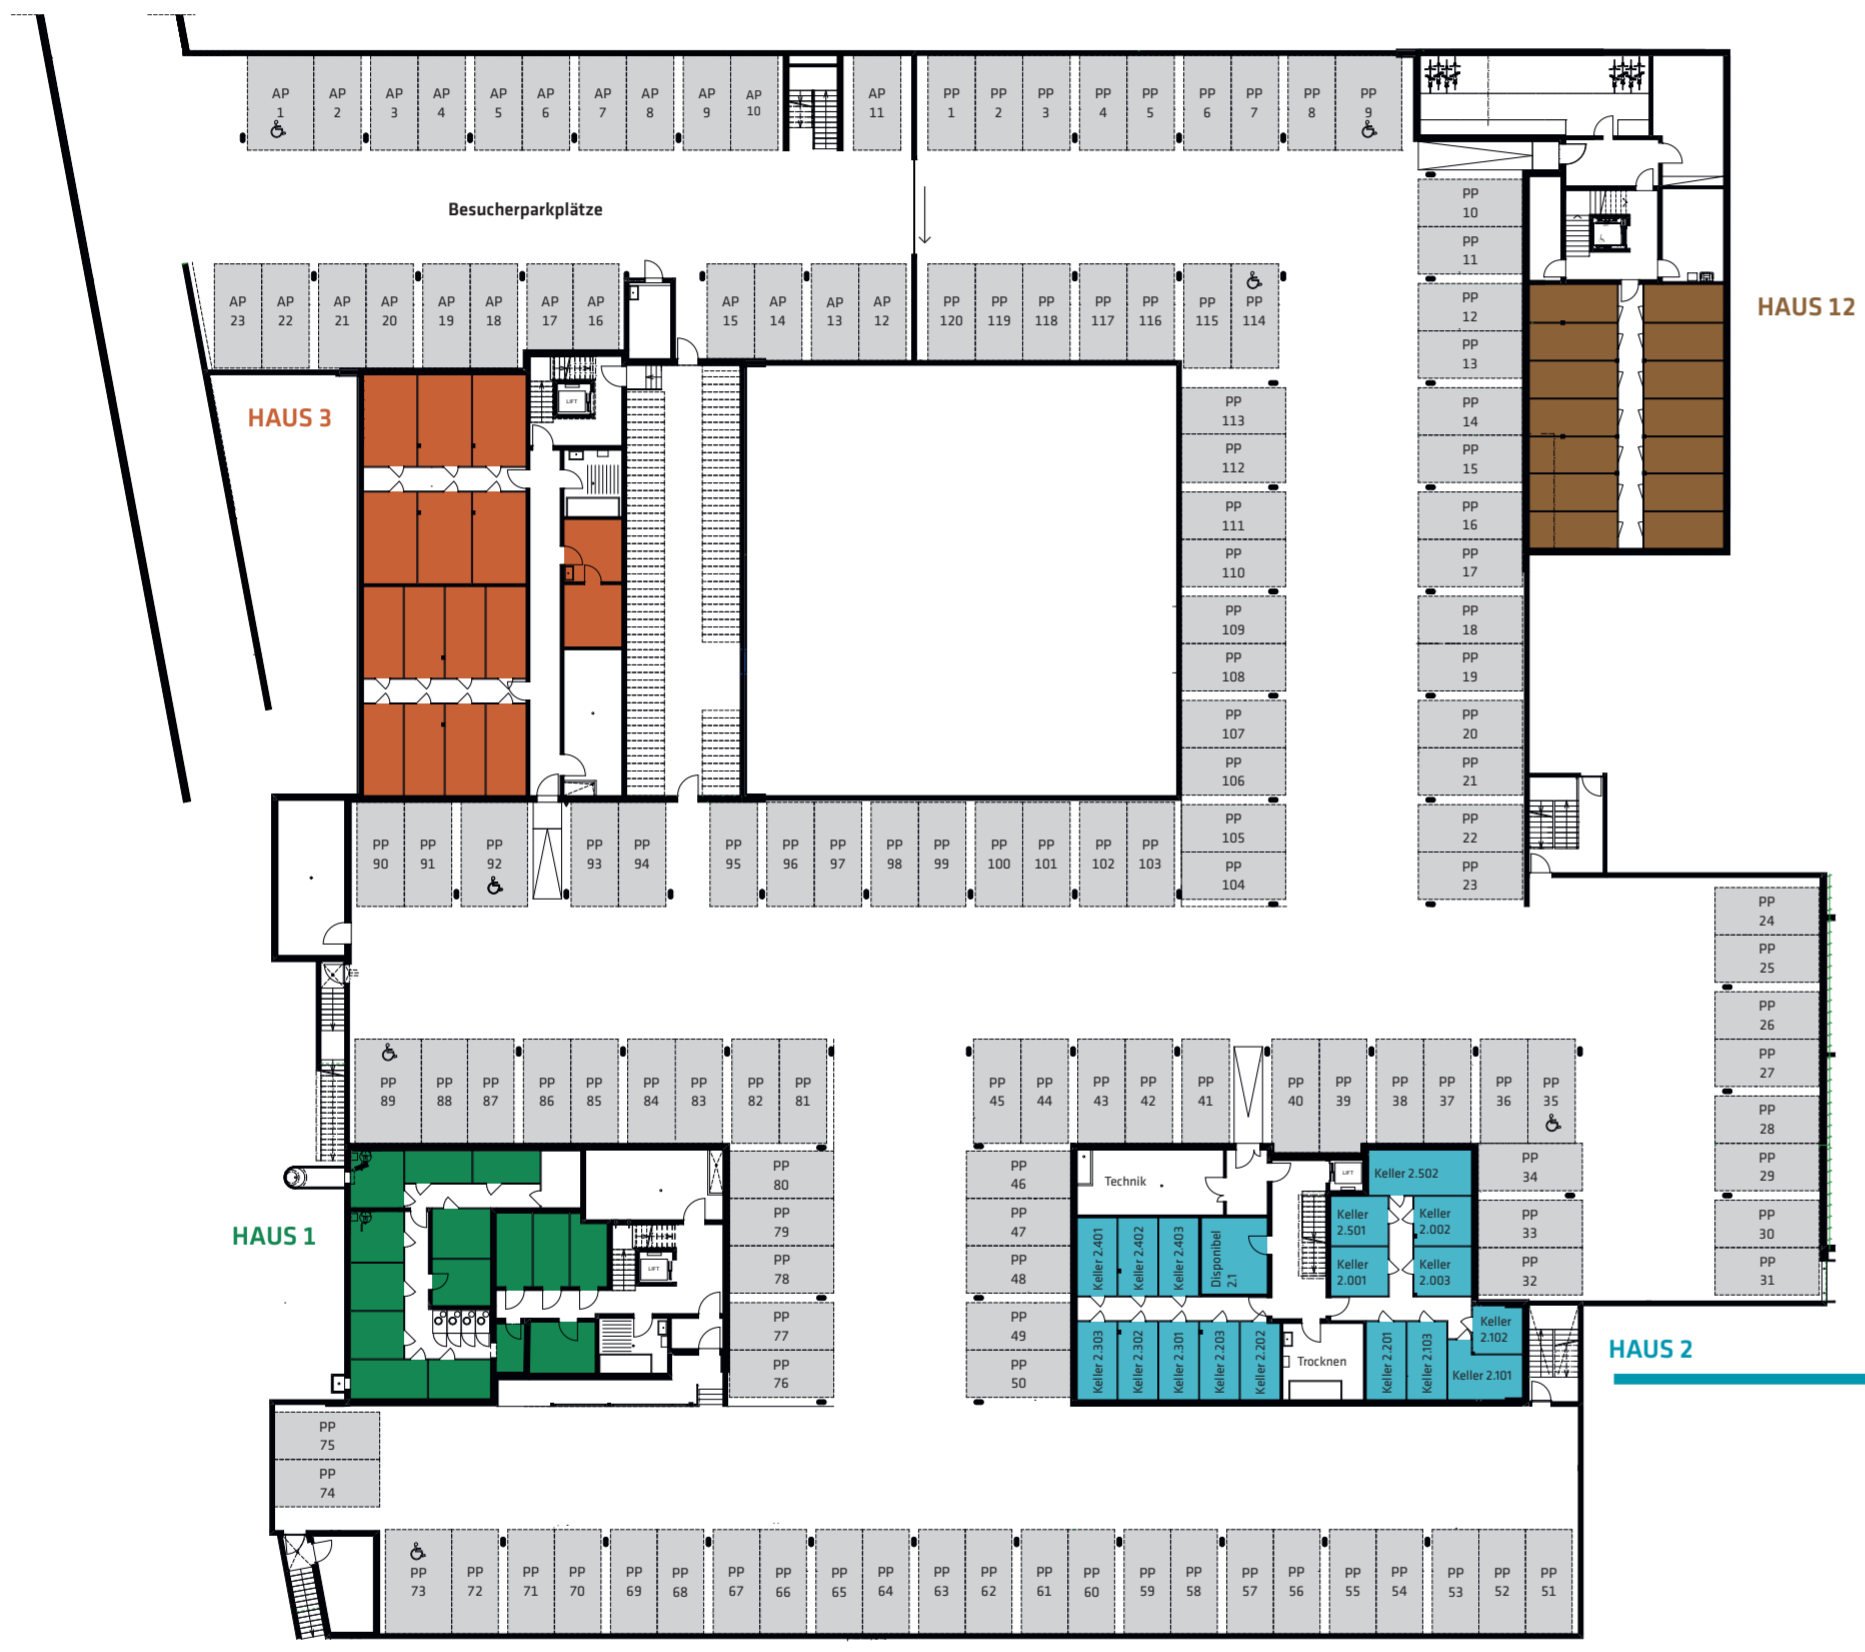 AP 1
AP 2
AP 3
AP 4
AP 5
AP 6
AP 7
AP 8
AP 9
AP 10
AP 11
PP 1
PP 2
PP 3
PP 4
PP 5
PP 6
PP 7
PP 8
PP 9
Besucherparkplätze
PP 10
PP 11
AP 23
AP 22
AP 21
AP 20
AP 19
AP 18
AP 17
AP 16
AP 15
AP 14
AP 13
AP 12
PP 120
PP 119
PP 118
PP 117
PP 116
PP 115
PP 114
PP 12
PP 13
HAUS 12
HAUS 3
LIFT
PP 113
PP 112
PP 111
PP 110
PP 109
PP 108
PP 107
PP 106
PP 105
PP 104
PP 14
PP 15
PP 16
PP 17
PP 18
PP 19
PP 20
PP 21
PP 22
PP 23
PP 90
PP 91
PP 92
PP 93
PP 94
PP 95
PP 96
PP 97
PP 98
PP 99
PP 100
PP 101
PP 102
PP 103
PP 24
PP 25
PP 26
PP 27
PP 28
PP 29
PP 30
PP 31
PP 89
PP 88
PP 87
PP 86
PP 85
PP 84
PP 83
PP 82
PP 81
PP 45
PP 44
PP 43
PP 42
PP 41
PP 40
PP 39
PP 38
PP 37
PP 36
PP 35
PP 80
PP 79
PP 78
PP 77
PP 76
PP 46
PP 47
PP 48
PP 49
PP 50
PP 34
PP 33
PP 32
HAUS 1
LIFT
Technik
LIFT
Keller 2.502
Keller 2.401
Keller 2.402
Keller 2.403
Disponibel
2.1
Keller
2.501
Keller
2.002
Keller
2.001
Keller
2.003
Keller 2.303
Keller 2.302
Keller 2.301
Keller 2.203
Keller 2.202
Trocknen
Keller 2.201
Keller 2.103
Keller
2.102
Keller 2.101
HAUS 2
PP 75
PP 74
PP 73
PP 72
PP 71
PP 70
PP 69
PP 68
PP 67
PP 66
PP 65
PP 64
PP 63
PP 62
PP 61
PP 60
PP 59
PP 58
PP 57
PP 56
PP 55
PP 54
PP 53
PP 52
PP 51